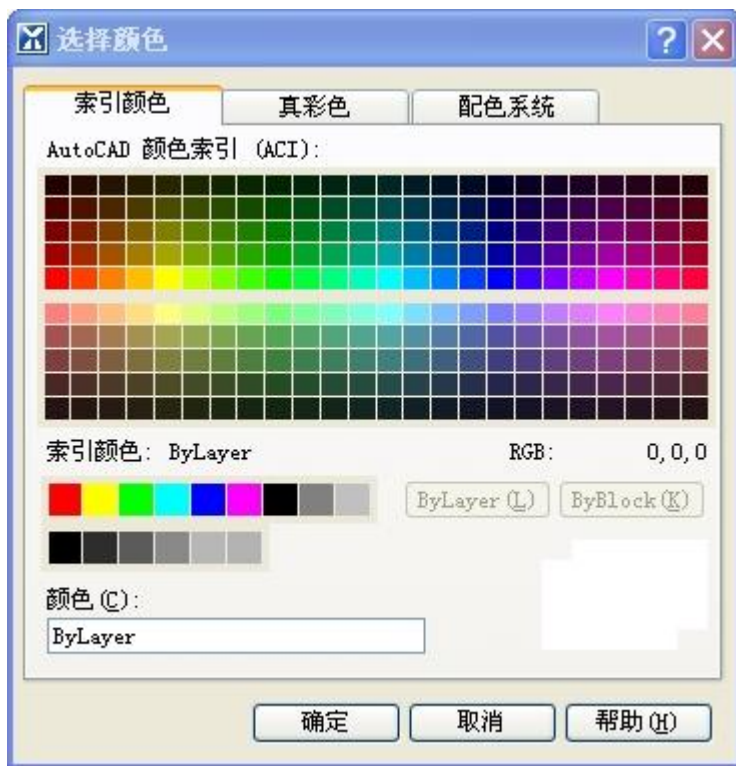 选择颜色
索引颜色 真彩色 配色系统
AutoCAD 颜色索引 (ACI):
索引颜色: ByLayer RGB: 0,0,0
ByLayer(L) ByBlock(K)
颜色(C):
ByLayer
确定 取消 帮助(H)